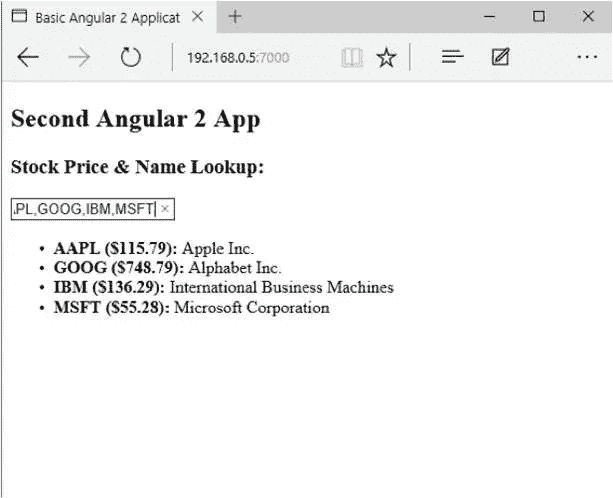 Basic Angular 2 Applicat
192.168.0.5:7000
Second Angular 2 App
Stock Price & Name Lookup:
.PL,GOOG,IBM,MSFT
• AAPL ($115.79): Apple Inc.
• GOOG ($748.79): Alphabet Inc.
• IBM ($136.29): International Business Machines
• MSFT ($55.28): Microsoft Corporation